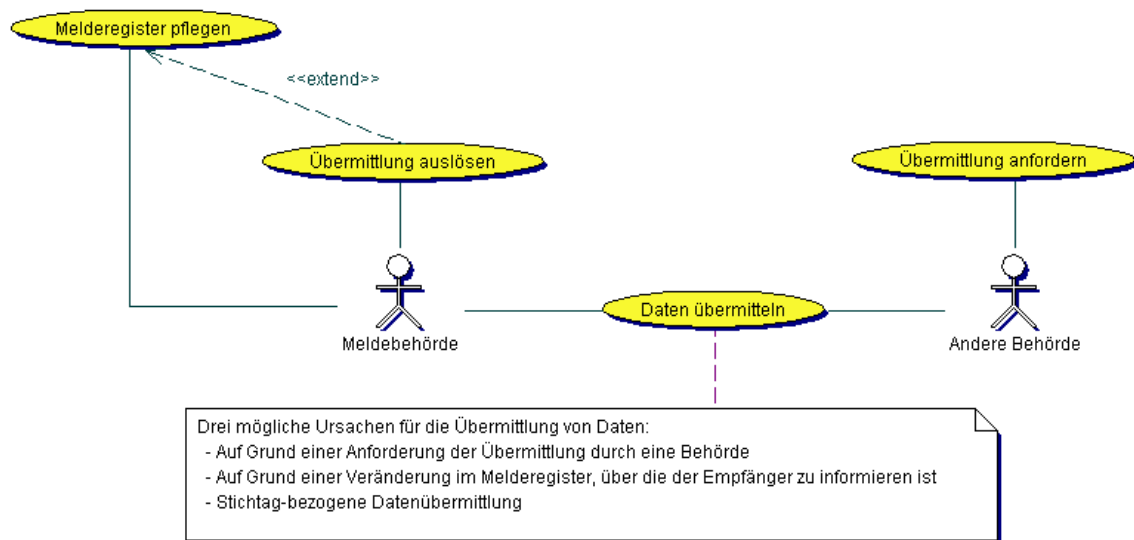 Melderegister pflegen
<<extend>>
Übermittlung auslösen
Übermittlung anfordern
Daten übermitteln
Meldebehörde
Andere Behörde
Drei mögliche Ursachen für die Übermittlung von Daten:
- Auf Grund einer Anforderung der Übermittlung durch eine Behörde
- Auf Grund einer Veränderung im Melderegister, über die der Empfänger zu informieren ist
- Stichtag-bezogene Datenübermittlung